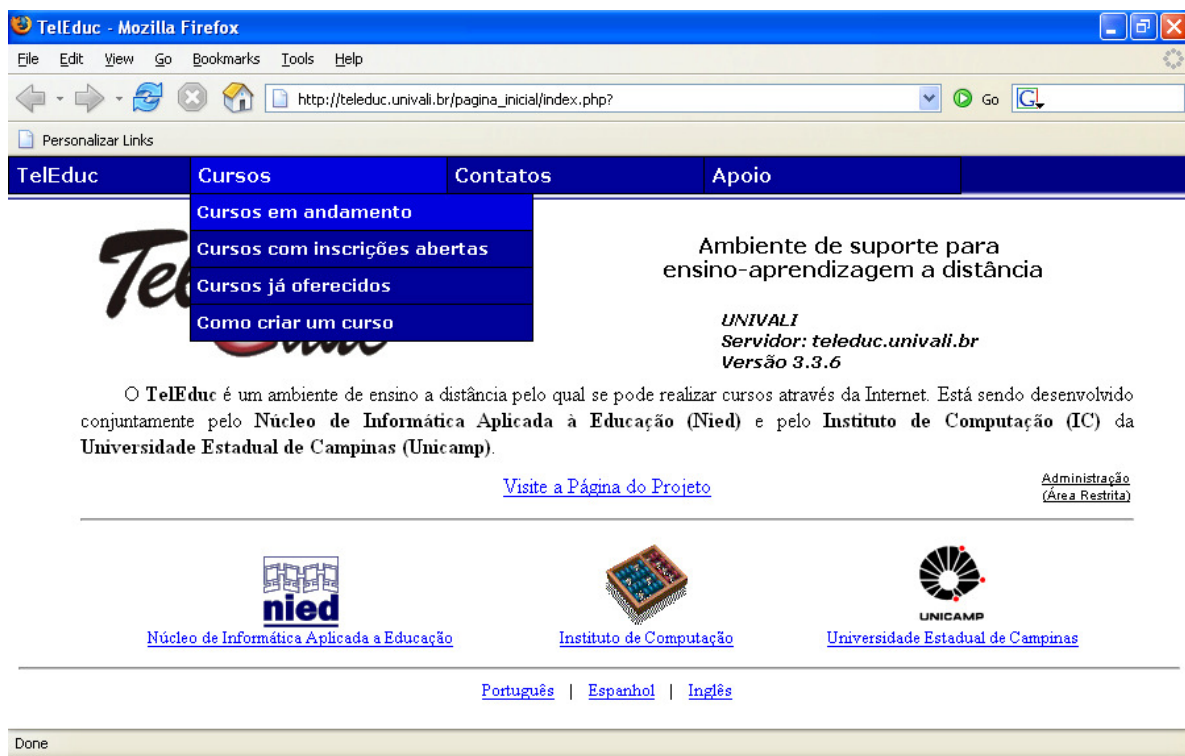 TelEduc - Mozilla Firefox
File Edit View Go Bookmarks Tools Help
http://teleduc.univali.br/pagina_inicial/index.php? Go G
Personalizar Links
TelEduc Cursos Contatos Apoio
Cursos em andamento
Cursos com inscrições abertas
Cursos já oferecidos
Como criar um curso
Ambiente de suporte para
ensino-aprendizagem a distância
UNIVALI
Servidor: teleduc.univali.br
Versão 3.3.6
O TelEduc é um ambiente de ensino a distância pelo qual se pode realizar cursos através da Internet. Está sendo desenvolvido
conjuntamente pelo Núcleo de Informática Aplicada à Educação (Nied) e pelo Instituto de Computação (IC) da
Universidade Estadual de Campinas (Unicamp).
Visite a Página do Projeto
Administração
(Área Restrita)
nied
UNICAMP
Núcleo de Informática Aplicada a Educação
Instituto de Computação
Universidade Estadual de Campinas
Português | Espanhol | Inglês
Done